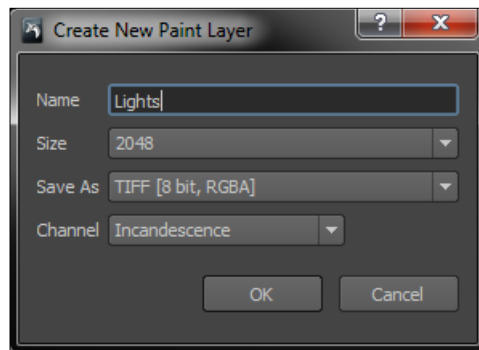 Create New Paint Layer
Name Lights
Size 2048
Save As TIFF [8 bit, RGBA]
Channel Incandescence
OK Cancel